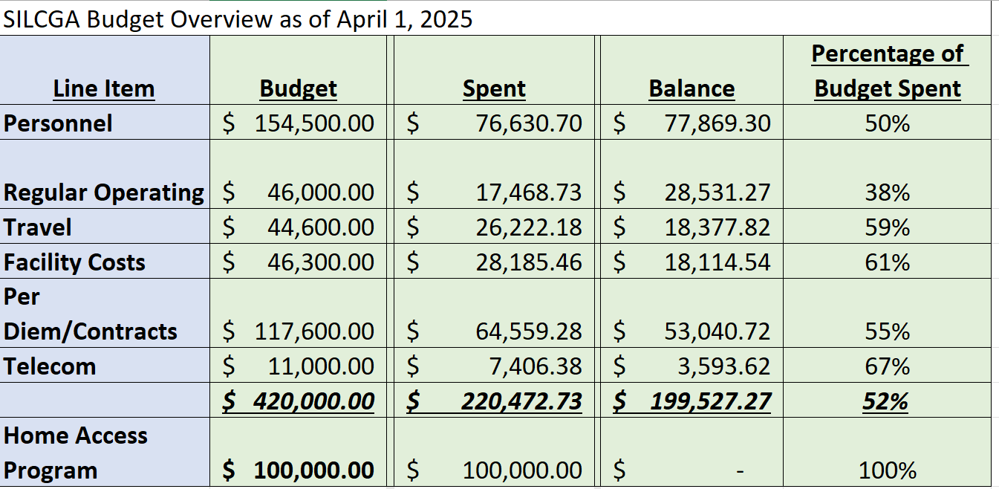 SILCGA Budget Overview as of April 1, 2025
Percentage of
Line Item Budget Spent Balance Budget Spent
Personnel $ 154,500.00 $ 76,630.70 $ 77,869.30 50%
Regular Operating $ 46,000.00 $ 17,468.73 $ 28,531.27 38%
Travel $ 44,600.00 $ 26,222.18 $ 18,377.82 59%
Facility Costs $ 46,300.00 $ 28,185.46 $ 18,114.54 61%
Per
Diem/Contracts $ 117,600.00 $ 64,559.28 $ 53,040.72 55%
Telecom $ 11,000.00 $ 7,406.38 $ 3,593.62 67%
$ 420,000.00 $ 220,472.73 $ 199,527.27 52%
Home Access
Program $ 100,000.00 $ 100,000.00 $ - 100%